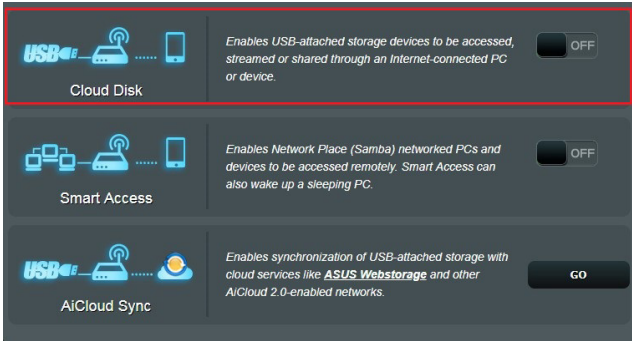 Enables USB-attached storage devices to be accessed,
streamed or shared through an Internet-connected PC
or device.
OFF
USB
Cloud Disk
Enables Network Place (Samba) networked PCs and
devices to be accessed remotely. Smart Access can
also wake up a sleeping PC.
OFF
Smart Access
Enables synchronization of USB-attached storage with
cloud services like ASUS Webstorage and other
AiCloud 2.0-enabled networks.
GO
USB
AiCloud Sync